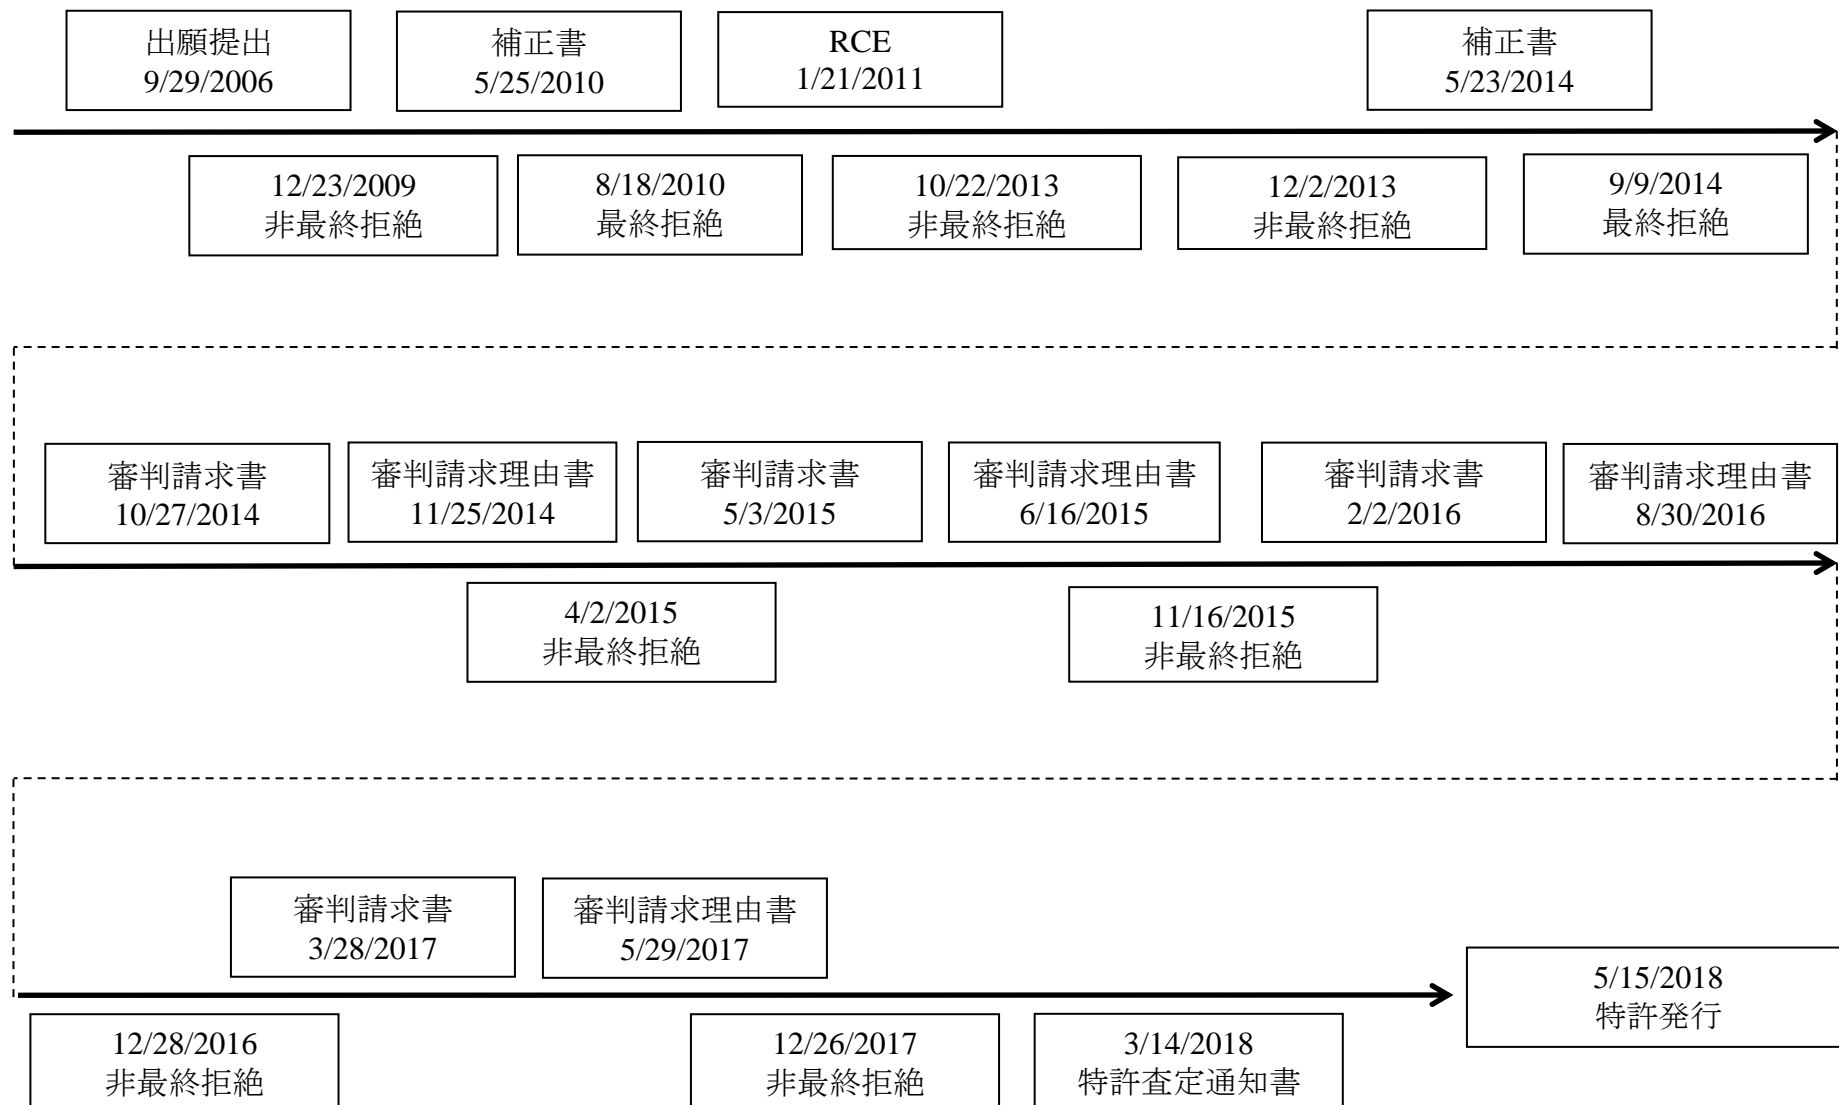 出願提出
9/29/2006
補正書
5/25/2010
RCE
1/21/2011
補正書
5/23/2014
12/23/2009
非最終拒絶
8/18/2010
最終拒絶
10/22/2013
非最終拒絶
12/2/2013
非最終拒絶
9/9/2014
最終拒絶
審判請求書
10/27/2014
審判請求理由書
11/25/2014
審判請求書
5/3/2015
審判請求理由書
6/16/2015
審判請求書
2/2/2016
審判請求理由書
8/30/2016
4/2/2015
非最終拒絶
11/16/2015
非最終拒絶
審判請求書
3/28/2017
審判請求理由書
5/29/2017
5/15/2018
特許発行
12/28/2016
非最終拒絶
12/26/2017
非最終拒絶
3/14/2018
特許査定通知書